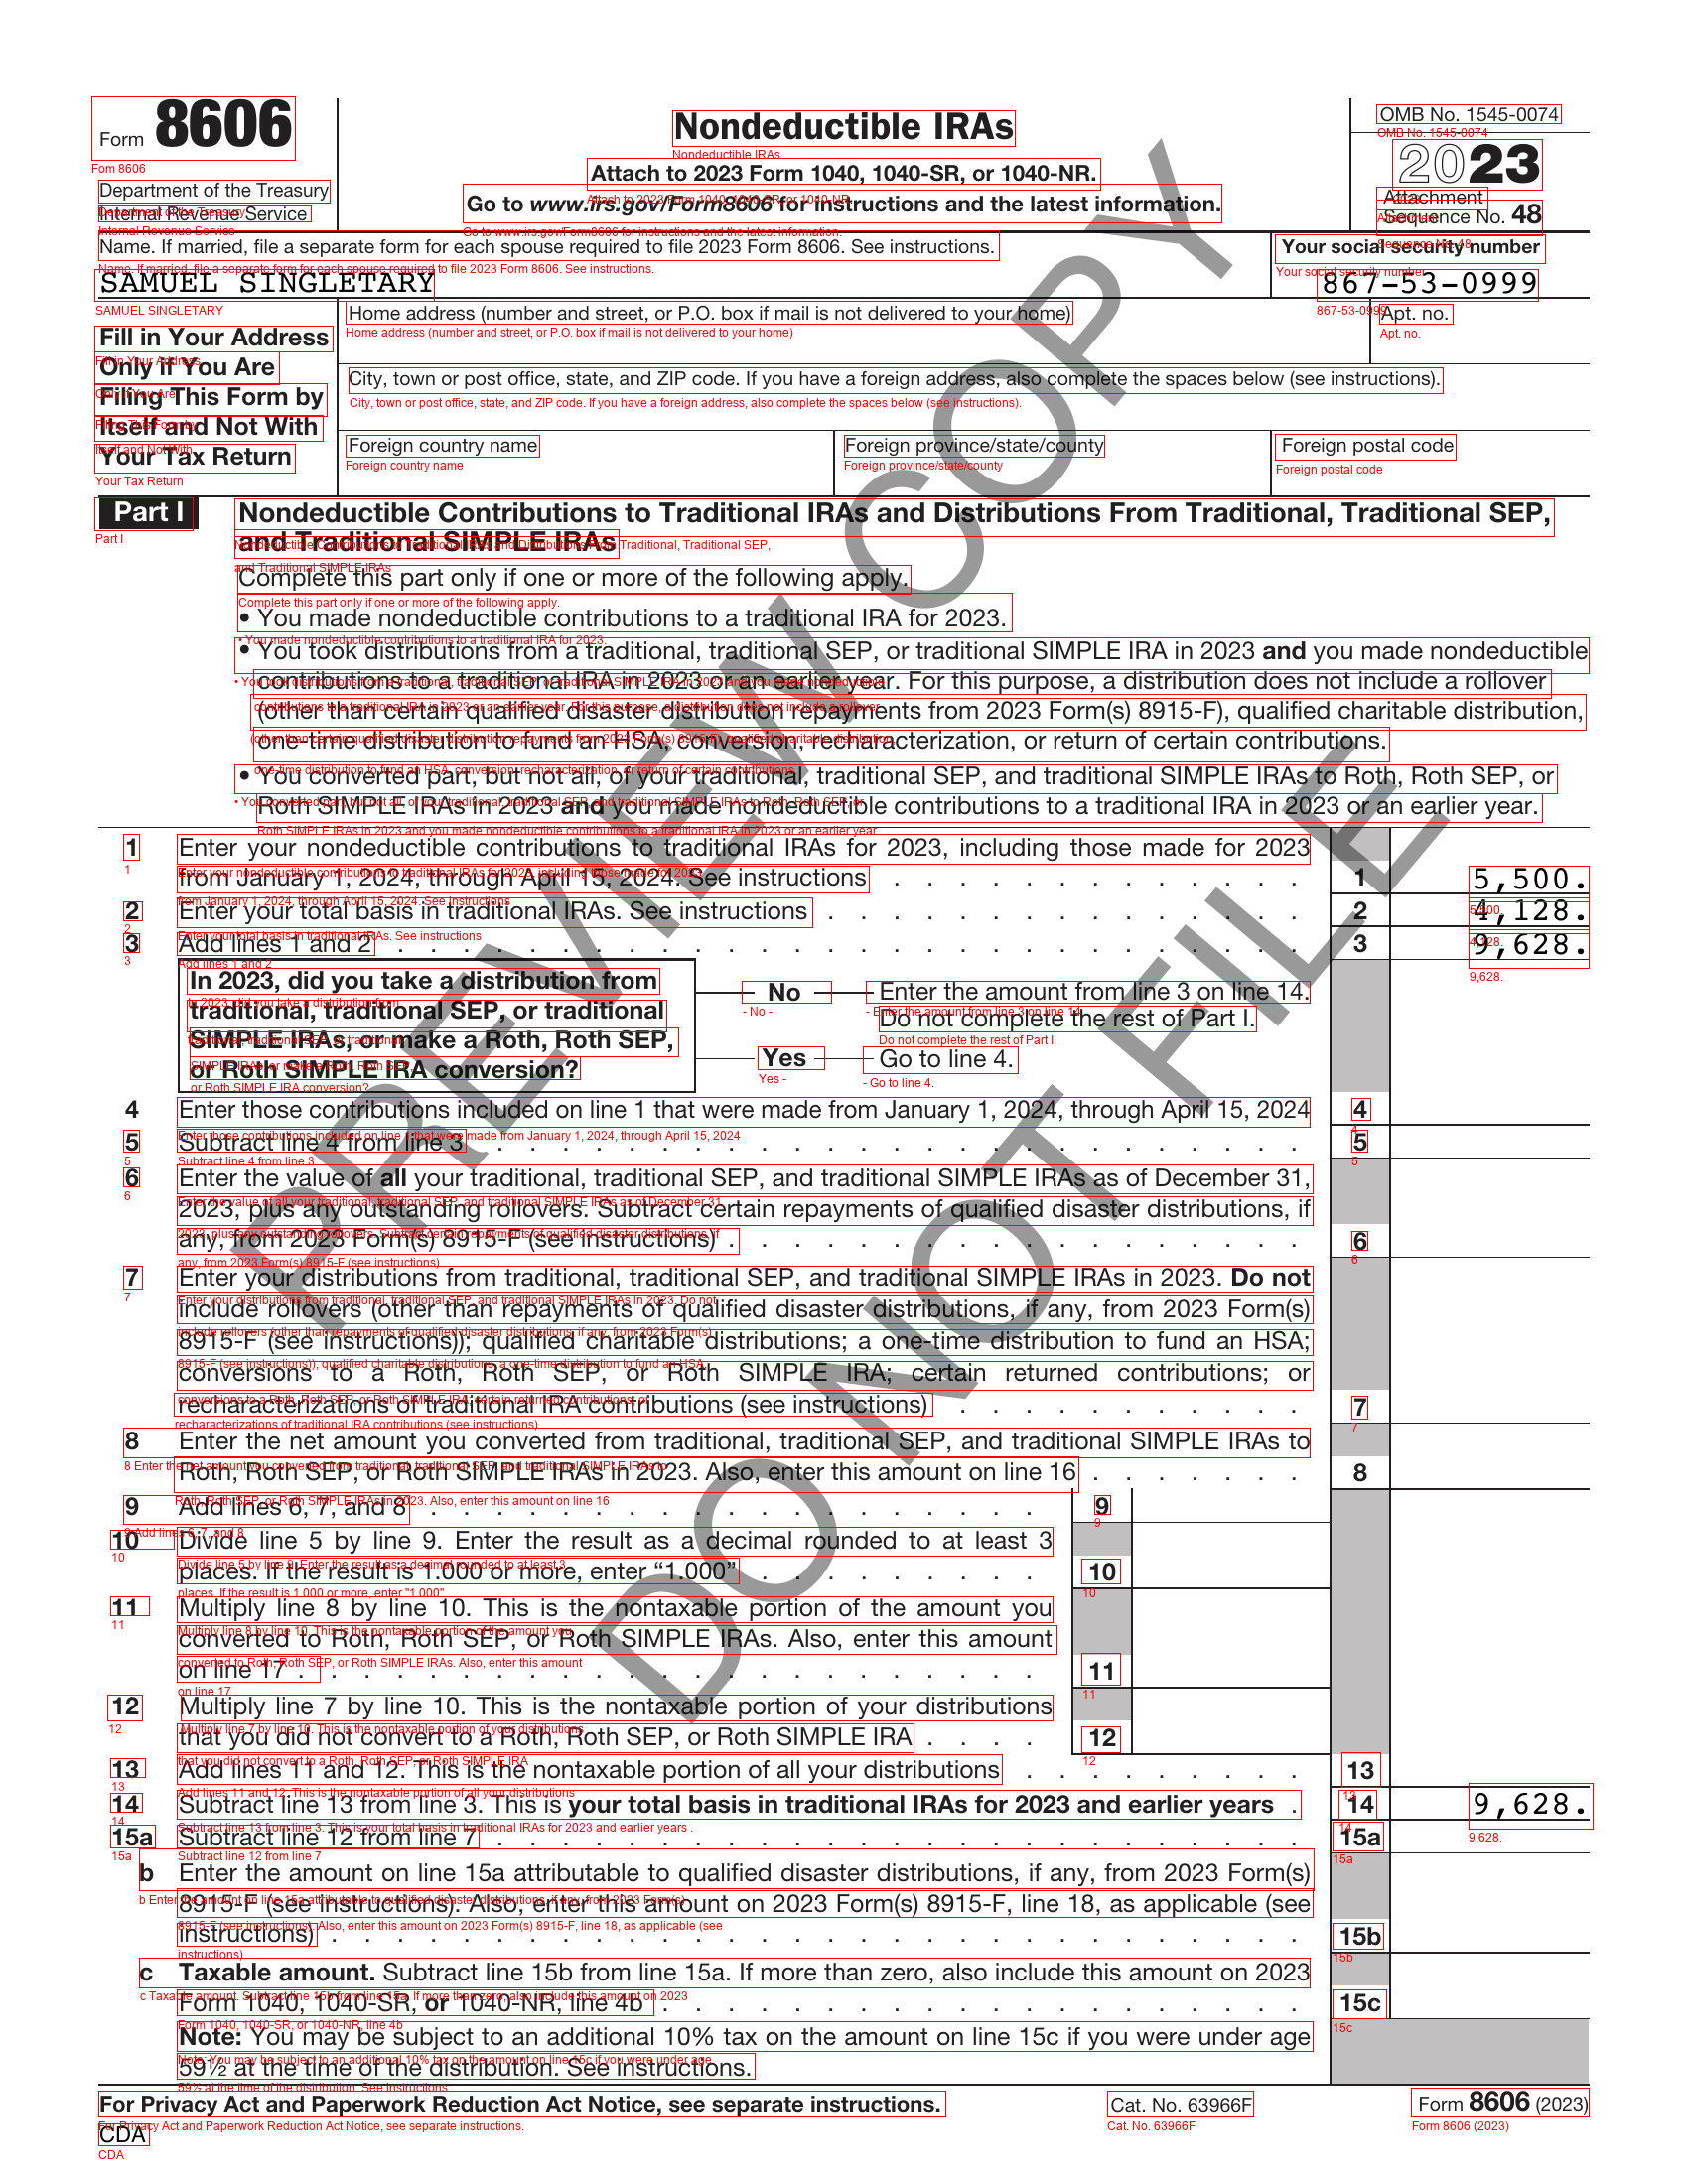 Form 8606
Nondeductible IRAs
OMB No. 1545-0074
Attach to 2023 Form 1040, 1040-SR, or 1040-NR.
2023
Department of the Treasury
Internal Revenue Service
Go to www.irs.gov/Form8606 for instructions and the latest information.
Attachment
Sequence No. 48
Name. If married, file a separate form for each spouse required to file 2023 Form 8606. See instructions.
Your social security number
SAMUEL SINGLETARY
867-53-0999
Fill in Your Address
Only If You Are
Filing This Form by
Itself and Not With
Your Tax Return
Home address (number and street, or P.O. box if mail is not delivered to your home)
Apt. no.
City, town or post office, state, and ZIP code. If you have a foreign address, also complete the spaces below (see instructions).
Foreign country name
Foreign province/state/county
Foreign postal code
Part I
Nondeductible Contributions to Traditional IRAs and Distributions From Traditional, Traditional SEP,
and Traditional SIMPLE IRAs
Complete this part only if one or more of the following apply.
• You made nondeductible contributions to a traditional IRA for 2023.
• You took distributions from a traditional, traditional SEP, or traditional SIMPLE IRA in 2023 and you made nondeductible
contributions to a traditional IRA in 2023 or an earlier year. For this purpose, a distribution does not include a rollover
(other than certain qualified disaster distribution repayments from 2023 Form(s) 8915-F), qualified charitable distribution,
one-time distribution to fund an HSA, conversion, recharacterization, or return of certain contributions.
• You converted part, but not all, of your traditional, traditional SEP, and traditional SIMPLE IRAs to Roth, Roth SEP, or
Roth SIMPLE IRAs in 2023 and you made nondeductible contributions to a traditional IRA in 2023 or an earlier year.
1 Enter your nondeductible contributions to traditional IRAs for 2023, including those made for 2023
from January 1, 2024, through April 15, 2024. See instructions . . . . . . . . . . . . . 1 5,500.
2 Enter your total basis in traditional IRAs. See instructions . . . . . . . . . . . . . . . 2 4,128.
3 Add lines 1 and 2 . . . . . . . . . . . . . . . . . . . . . . . . . . . . 3 9,628.
In 2023, did you take a distribution from
traditional, traditional SEP, or traditional
SIMPLE IRAs, or make a Roth, Roth SEP,
or Roth SIMPLE IRA conversion?
No Enter the amount from line 3 on line 14.
Do not complete the rest of Part I.
Yes Go to line 4.
4 Enter those contributions included on line 1 that were made from January 1, 2024, through April 15, 2024 4
5 Subtract line 4 from line 3 . . . . . . . . . . . . . . . . . . . . . . . . . 5
6 Enter the value of all your traditional, traditional SEP, and traditional SIMPLE IRAs as of December 31,
2023, plus any outstanding rollovers. Subtract certain repayments of qualified disaster distributions, if
any, from 2023 Form(s) 8915-F (see instructions) . . . . . . . . . . . . . . . . . . 6
7 Enter your distributions from traditional, traditional SEP, and traditional SIMPLE IRAs in 2023. Do not
include rollovers (other than repayments of qualified disaster distributions, if any, from 2023 Form(s)
8915-F (see instructions)); qualified charitable distributions; a one-time distribution to fund an HSA;
conversions to a Roth, Roth SEP, or Roth SIMPLE IRA; certain returned contributions; or
recharacterizations of traditional IRA contributions (see instructions) . . . . . . . . . . . 7
8 Enter the net amount you converted from traditional, traditional SEP, and traditional SIMPLE IRAs to
Roth, Roth SEP, or Roth SIMPLE IRAs in 2023. Also, enter this amount on line 16 . . . . . . . 8
9 Add lines 6, 7, and 8 . . . . . . . . . . . . . . . . . . . 9
10 Divide line 5 by line 9. Enter the result as a decimal rounded to at least 3
places. If the result is 1.000 or more, enter “1.000” . . . . . . . . . 10
11 Multiply line 8 by line 10. This is the nontaxable portion of the amount you
converted to Roth, Roth SEP, or Roth SIMPLE IRAs. Also, enter this amount
on line 17 . . . . . . . . . . . . . . . . . . . . . . . 11
12 Multiply line 7 by line 10. This is the nontaxable portion of your distributions
that you did not convert to a Roth, Roth SEP, or Roth SIMPLE IRA . . . . 12
13 Add lines 11 and 12. This is the nontaxable portion of all your distributions . . . . . . . . . 13
14 Subtract line 13 from line 3. This is your total basis in traditional IRAs for 2023 and earlier years . 14 9,628.
15a Subtract line 12 from line 7 . . . . . . . . . . . . . . . . . . . . . . . . . 15a
b Enter the amount on line 15a attributable to qualified disaster distributions, if any, from 2023 Form(s)
8915-F (see instructions). Also, enter this amount on 2023 Form(s) 8915-F, line 18, as applicable (see
instructions) . . . . . . . . . . . . . . . . . . . . . . . . . . . . . . 15b
c Taxable amount. Subtract line 15b from line 15a. If more than zero, also include this amount on 2023
Form 1040, 1040-SR, or 1040-NR, line 4b . . . . . . . . . . . . . . . . . . . . 15c
Note: You may be subject to an additional 10% tax on the amount on line 15c if you were under age
59½ at the time of the distribution. See instructions.
For Privacy Act and Paperwork Reduction Act Notice, see separate instructions.
Cat. No. 63966F
Form 8606 (2023)
CDA
PREVIEW COPY
DO NOT FILE